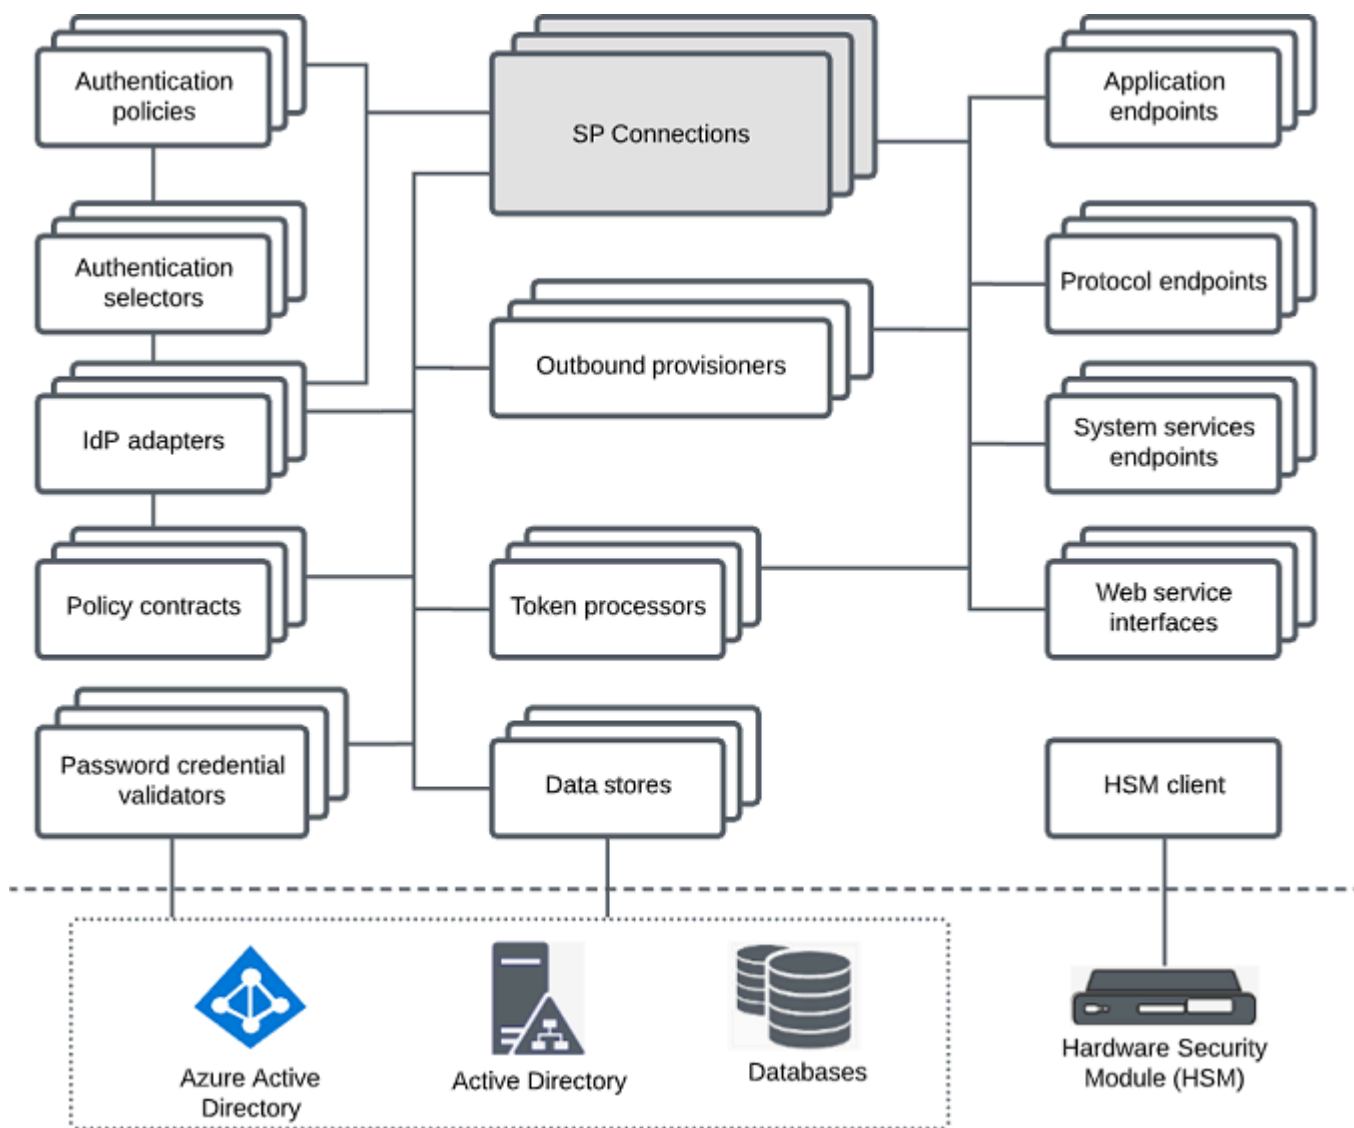 Authentication
policies
SP Connections
Application
endpoints
Authentication
selectors
Protocol endpoints
Outbound provisioners
IdP adapters
System services
endpoints
Policy contracts
Token processors
Web service
interfaces
Password credential
validators
Data stores
HSM client
Azure Active
Directory
Active Directory
Databases
Hardware Security
Module (HSM)